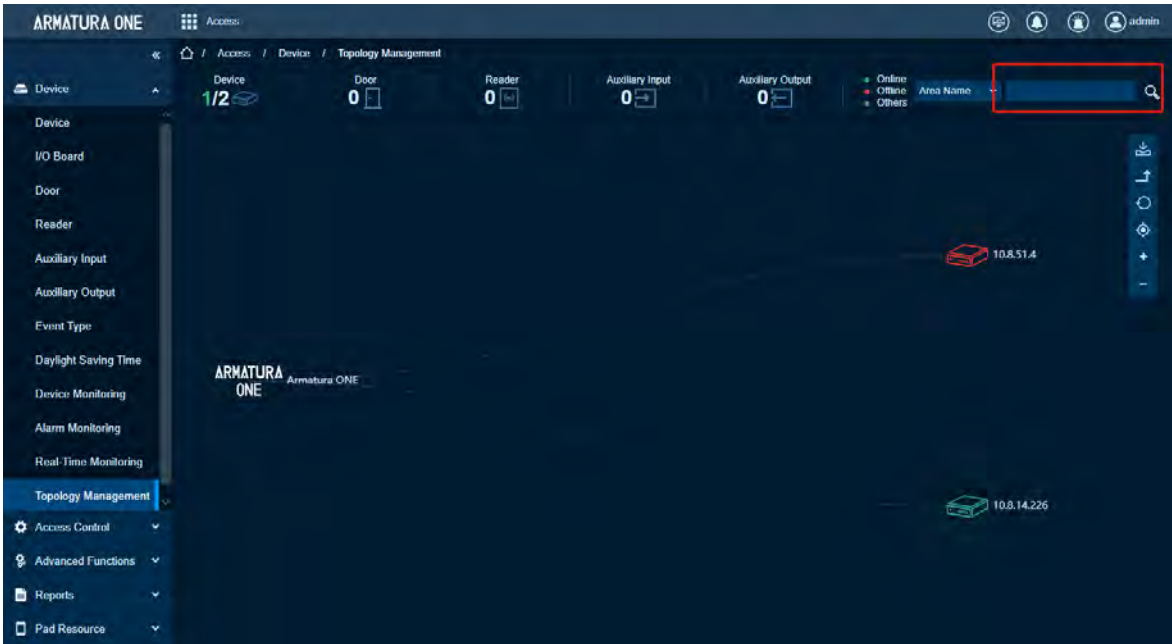 ARMATURA ONE
Access
admin
/ Access / Device / Topology Management
Device
1/2
Door
0
Reader
0
Auxiliary Input
0
Auxiliary Output
0
Online
Offline
Others
Area Name
Device
Device
I/O Board
Door
Reader
Auxiliary Input
Auxiliary Output
Event Type
Daylight Saving Time
Device Monitoring
Alarm Monitoring
Real-Time Monitoring
Topology Management
Access Control
Advanced Functions
Reports
Pad Resource
10.8.51.4
ARMATURA
ONE
Armatura ONE
10.8.14.226